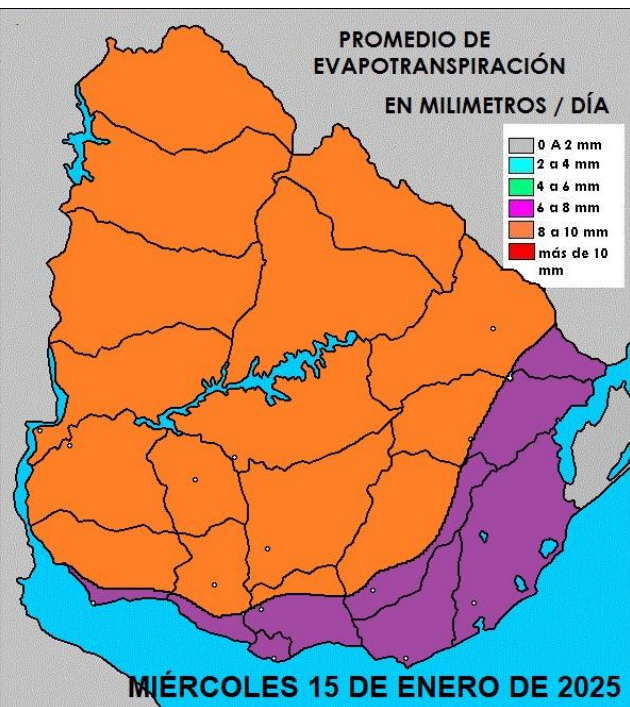 PROMEDIO DE
EVAPOTRANSPIRACIÓN
EN MILIMETROS / DÍA
0 A 2 mm
2 a 4 mm
4 a 6 mm
6 a 8 mm
8 a 10 mm
más de 10
mm
MIÉRCOLES 15 DE ENERO DE 2025